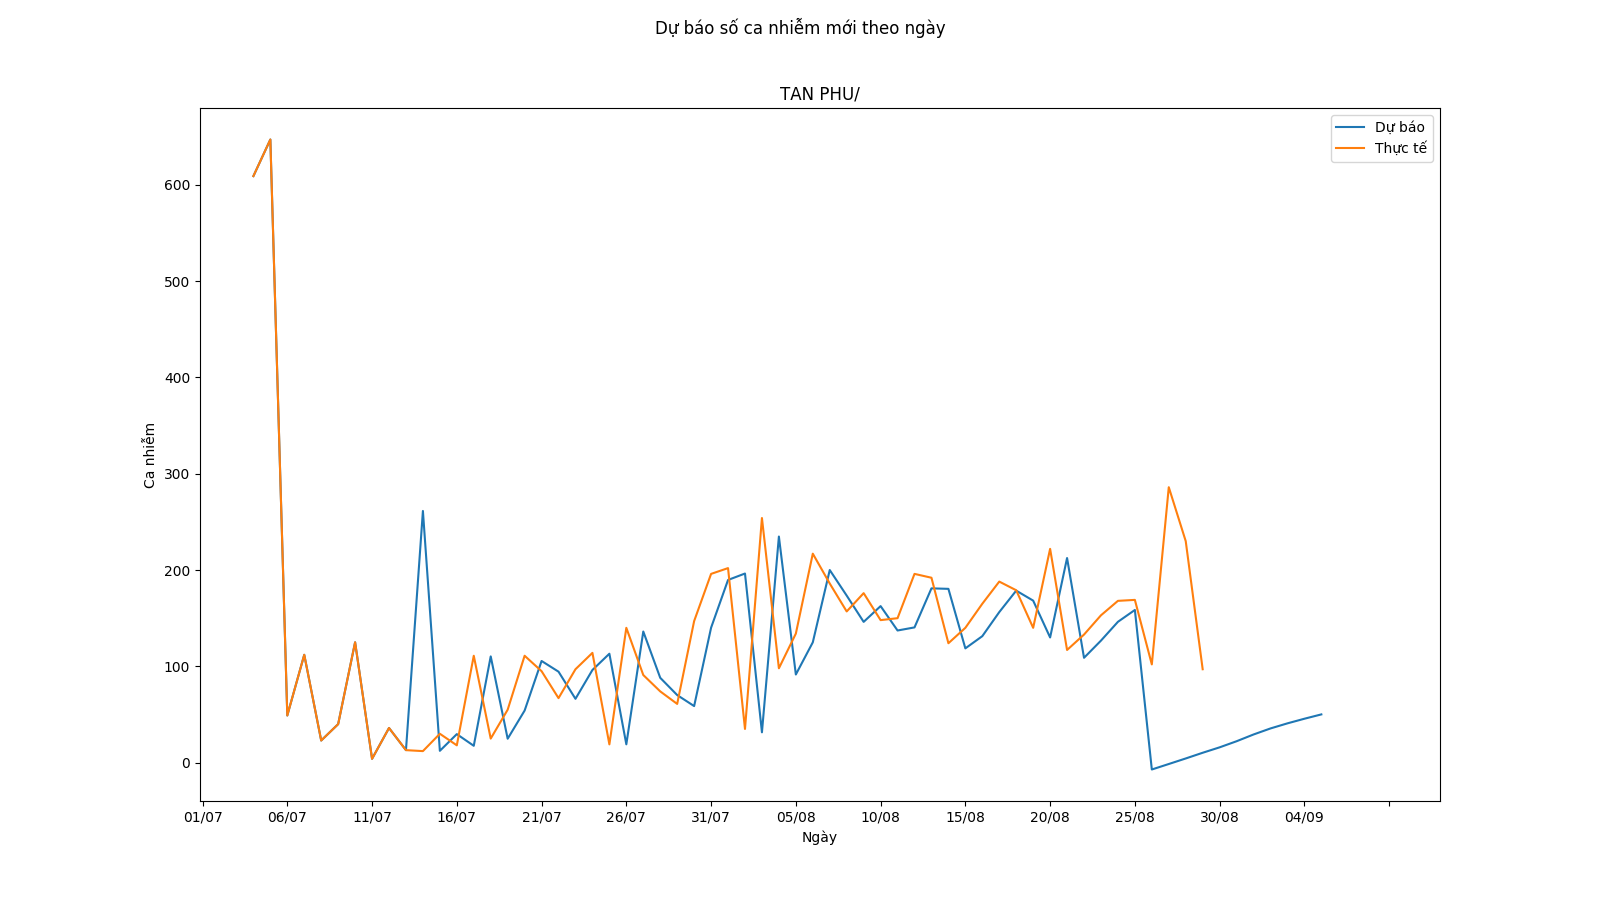 Dự báo số ca nhiễm mới theo ngày
TAN PHU/
Dự báo
Thực tế
Ca nhiễm
600
500
400
300
200
100
0
01/07 06/07 11/07 16/07 21/07 26/07 31/07 05/08 10/08 15/08 20/08 25/08 30/08 04/09
Ngày